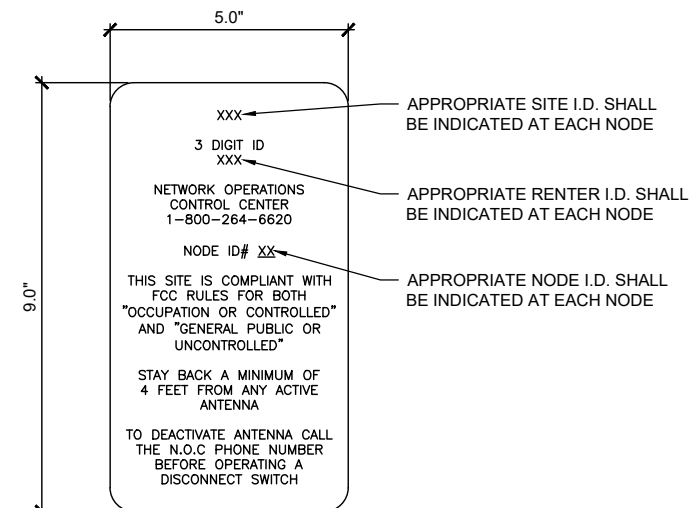 5.0"
9.0"
XXX
3 DIGIT ID
XXX
NETWORK OPERATIONS
CONTROL CENTER
1-800-264-6620
NODE ID# XX
THIS SITE IS COMPLIANT WITH
FCC RULES FOR BOTH
"OCCUPATION OR CONTROLLED"
AND "GENERAL PUBLIC OR
UNCONTROLLED"
STAY BACK A MINIMUM OF
4 FEET FROM ANY ACTIVE
ANTENNA
TO DEACTIVATE ANTENNA CALL
THE N.O.C PHONE NUMBER
BEFORE OPERATING A
DISCONNECT SWITCH
APPROPRIATE SITE I.D. SHALL
BE INDICATED AT EACH NODE
APPROPRIATE RENTER I.D. SHALL
BE INDICATED AT EACH NODE
APPROPRIATE NODE I.D. SHALL
BE INDICATED AT EACH NODE